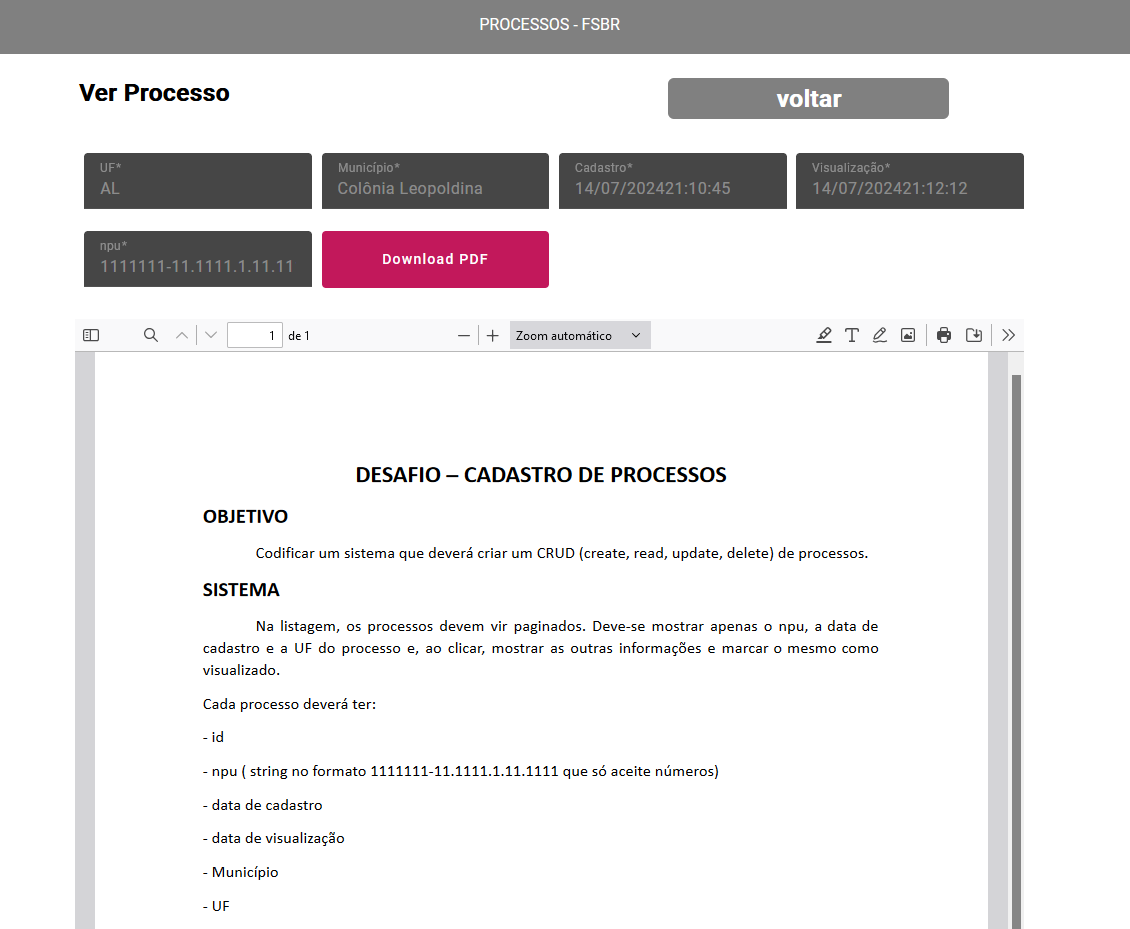 PROCESSOS - FSBR
Ver Processo
voltar
UF*
AL
Município*
Colônia Leopoldina
Cadastro*
14/07/202421:10:45
Visualização*
14/07/202421:12:12
npu*
1111111-11.1111.1.11.11
Download PDF
1 de 1
Zoom automático
DESAFIO – CADASTRO DE PROCESSOS
OBJETIVO
Codificar um sistema que deverá criar um CRUD (create, read, update, delete) de processos.
SISTEMA
Na listagem, os processos devem vir paginados. Deve-se mostrar apenas o npu, a data de
cadastro e a UF do processo e, ao clicar, mostrar as outras informações e marcar o mesmo como
visualizado.
Cada processo deverá ter:
- id
- npu ( string no formato 1111111-11.1111.1.11.1111 que só aceite números)
- data de cadastro
- data de visualização
- Município
- UF